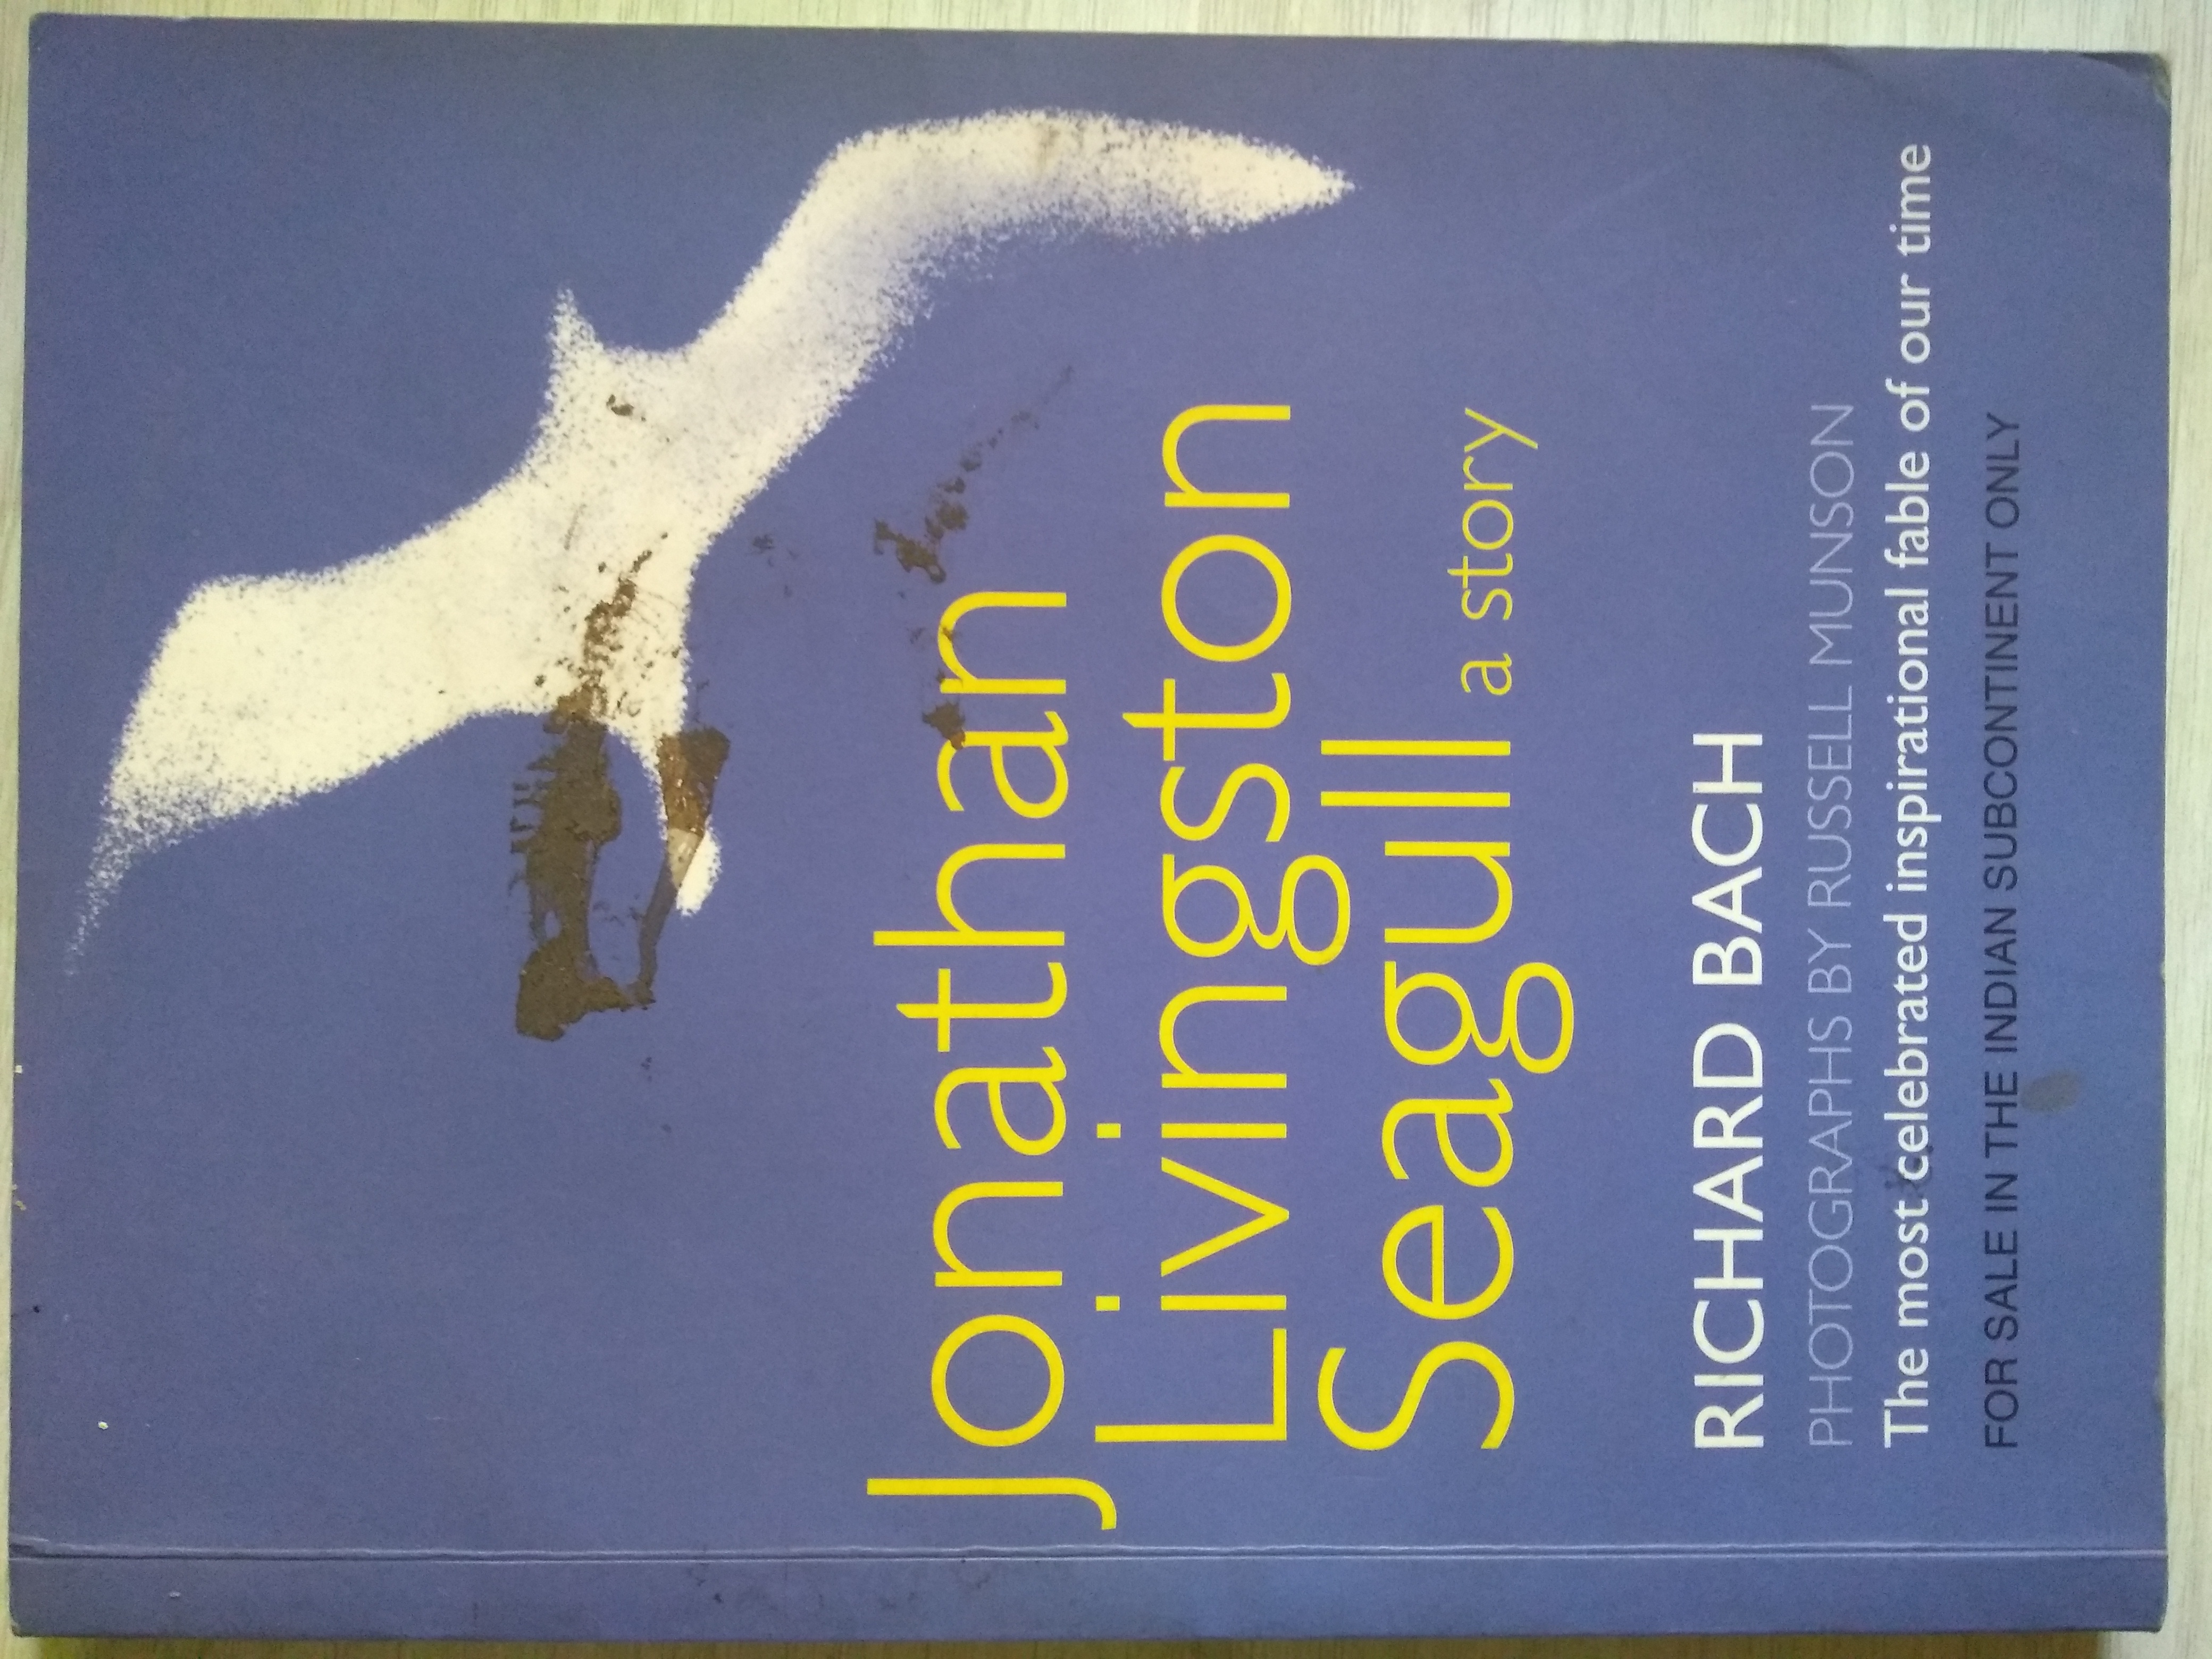 Jonathan
Livingston
Seagull a story
RICHARD BACH
PHOTOGRAPHS BY RUSSELL MUNSON
The most celebrated inspirational fable of our time
FOR SALE IN THE INDIAN SUBCONTINENT ONLY